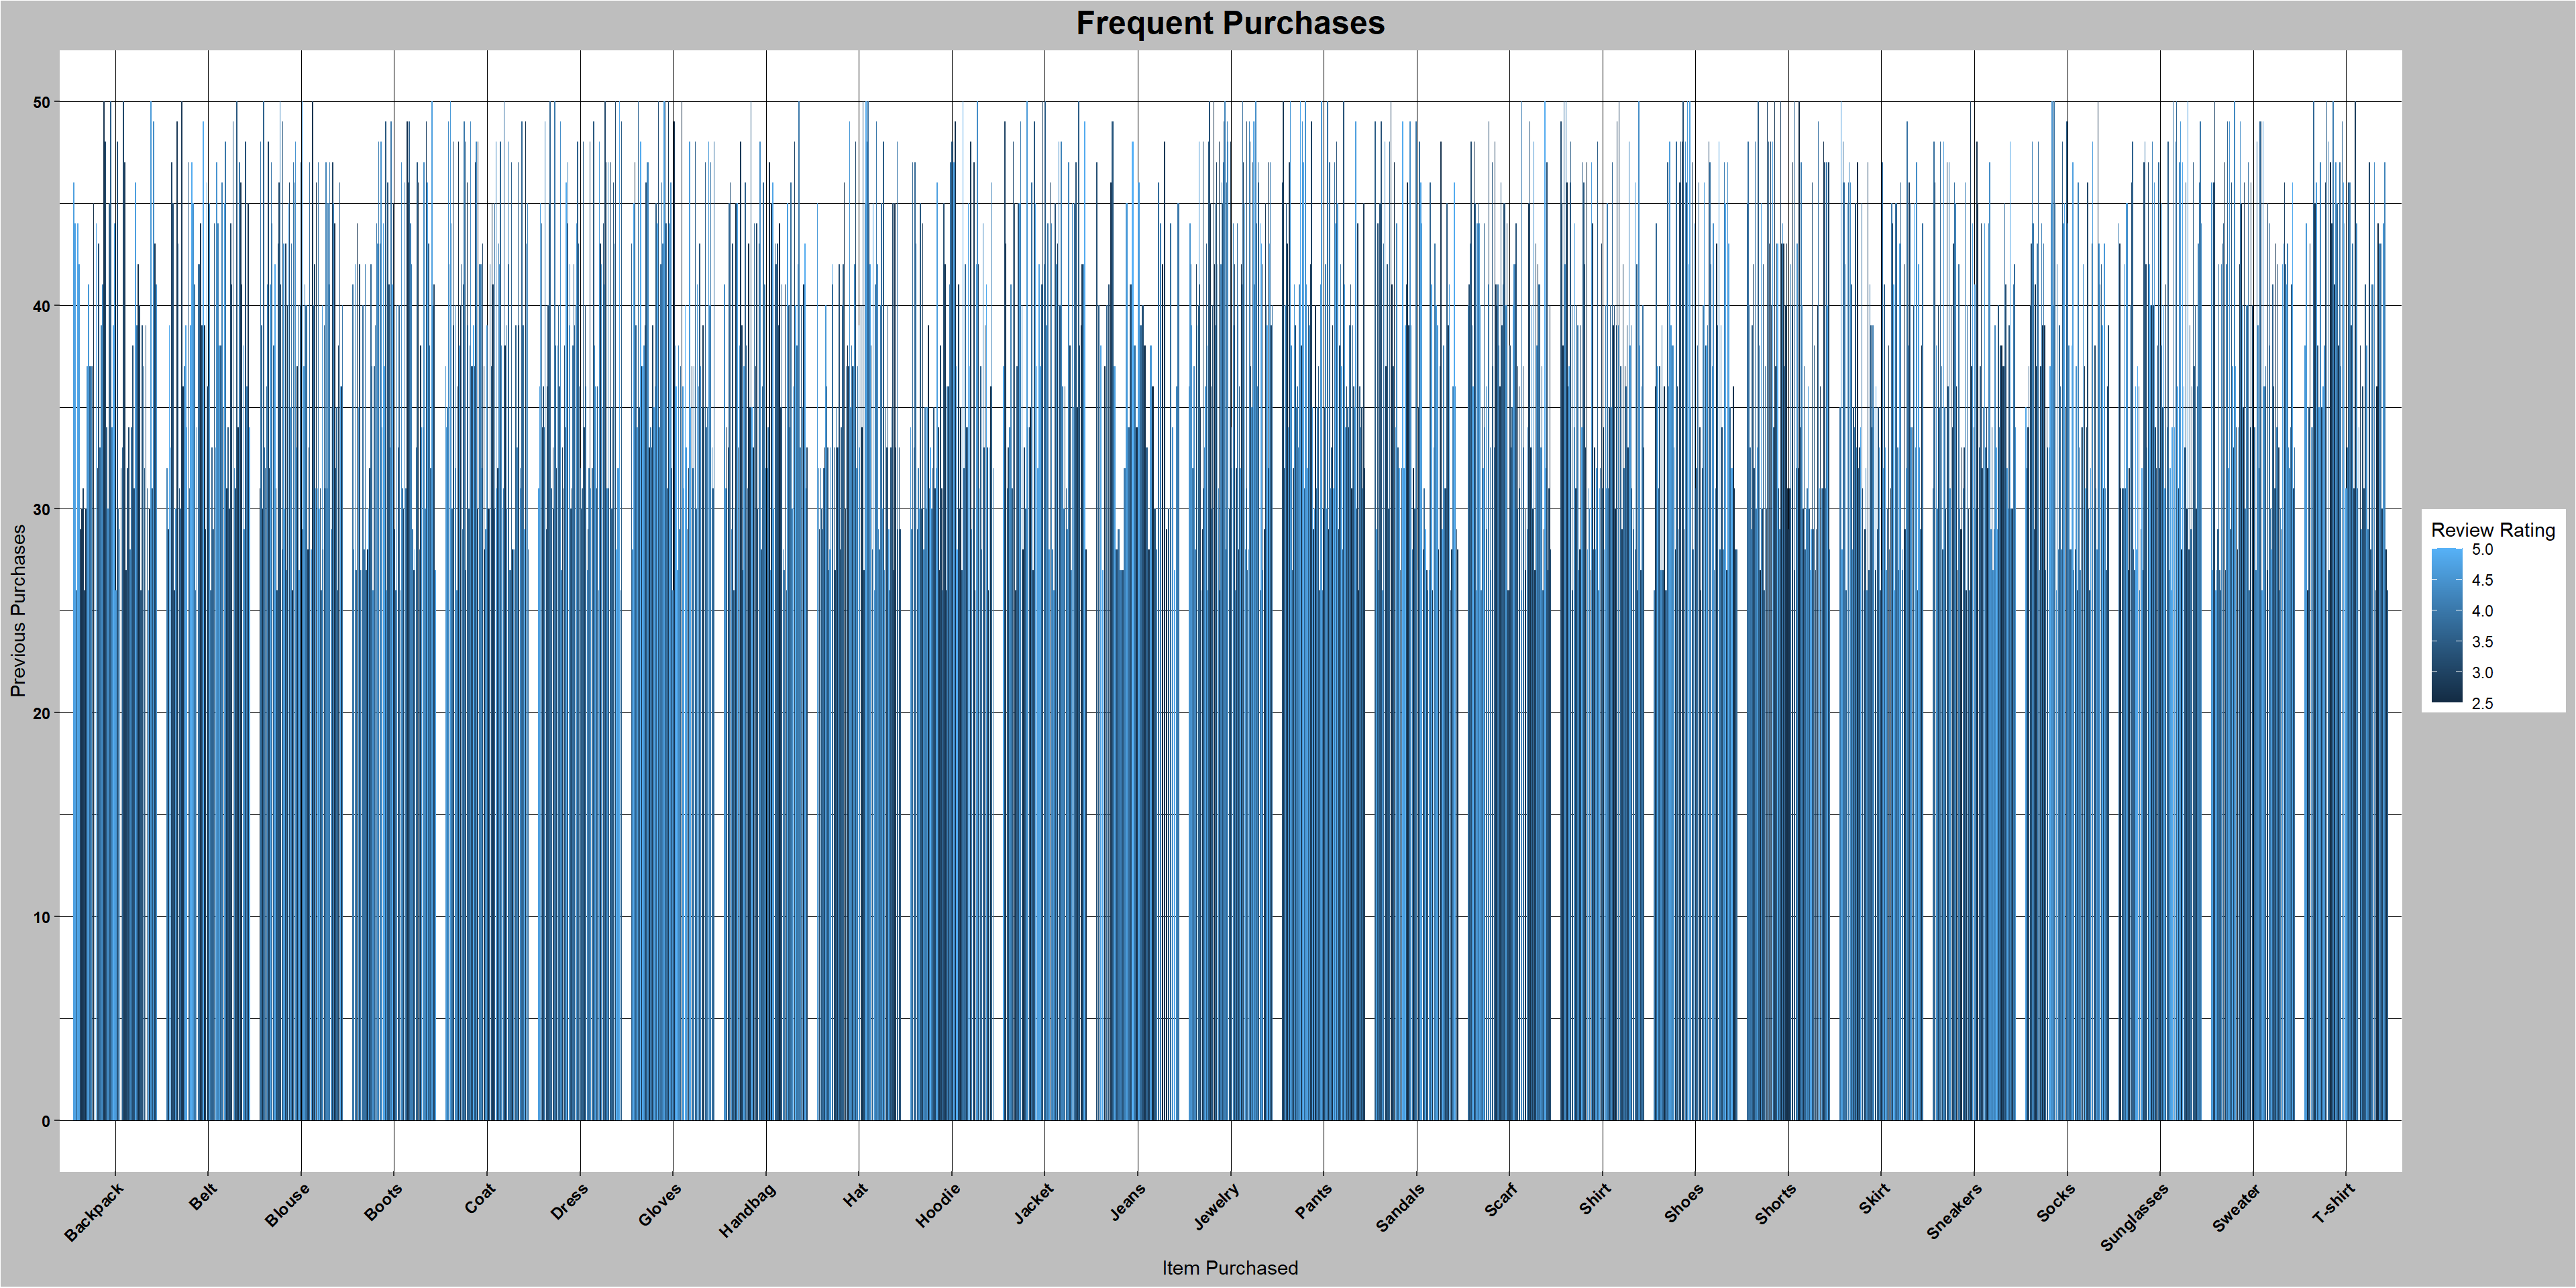 Frequent Purchases
Previous Purchases
50
40
30
20
10
0
Backpack
Belt
Blouse
Boots
Coat
Dress
Gloves
Handbag
Hat
Hoodie
Jacket
Jeans
Jewelry
Pants
Sandals
Scarf
Shirt
Shoes
Shorts
Skirt
Sneakers
Socks
Sunglasses
Sweater
T-shirt
Item Purchased
Review Rating
5.0
4.5
4.0
3.5
3.0
2.5